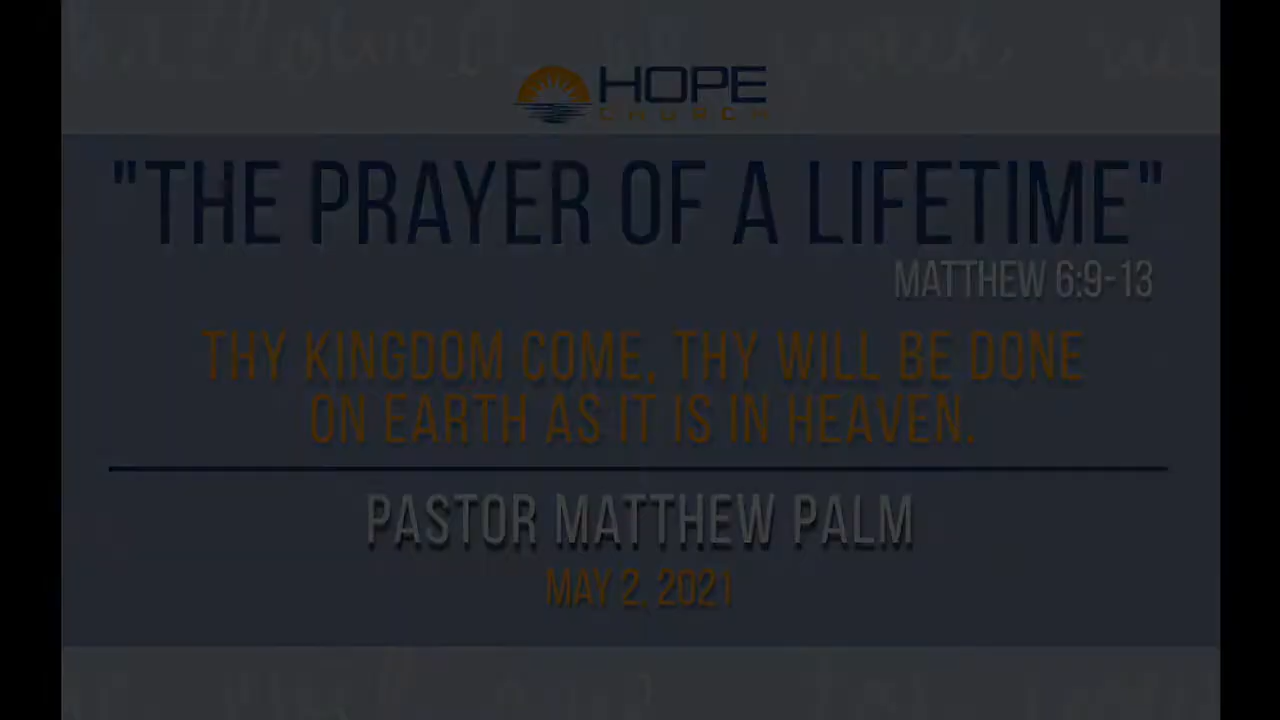 HOPE
CHURCH
"THE PRAYER OF A LIFETIME"
MATTHEW 6:9-13
THY KINGDOM COME, THY WILL BE DONE
ON EARTH AS IT IS IN HEAVEN.
PASTOR MATTHEW PALM
MAY 2, 2021